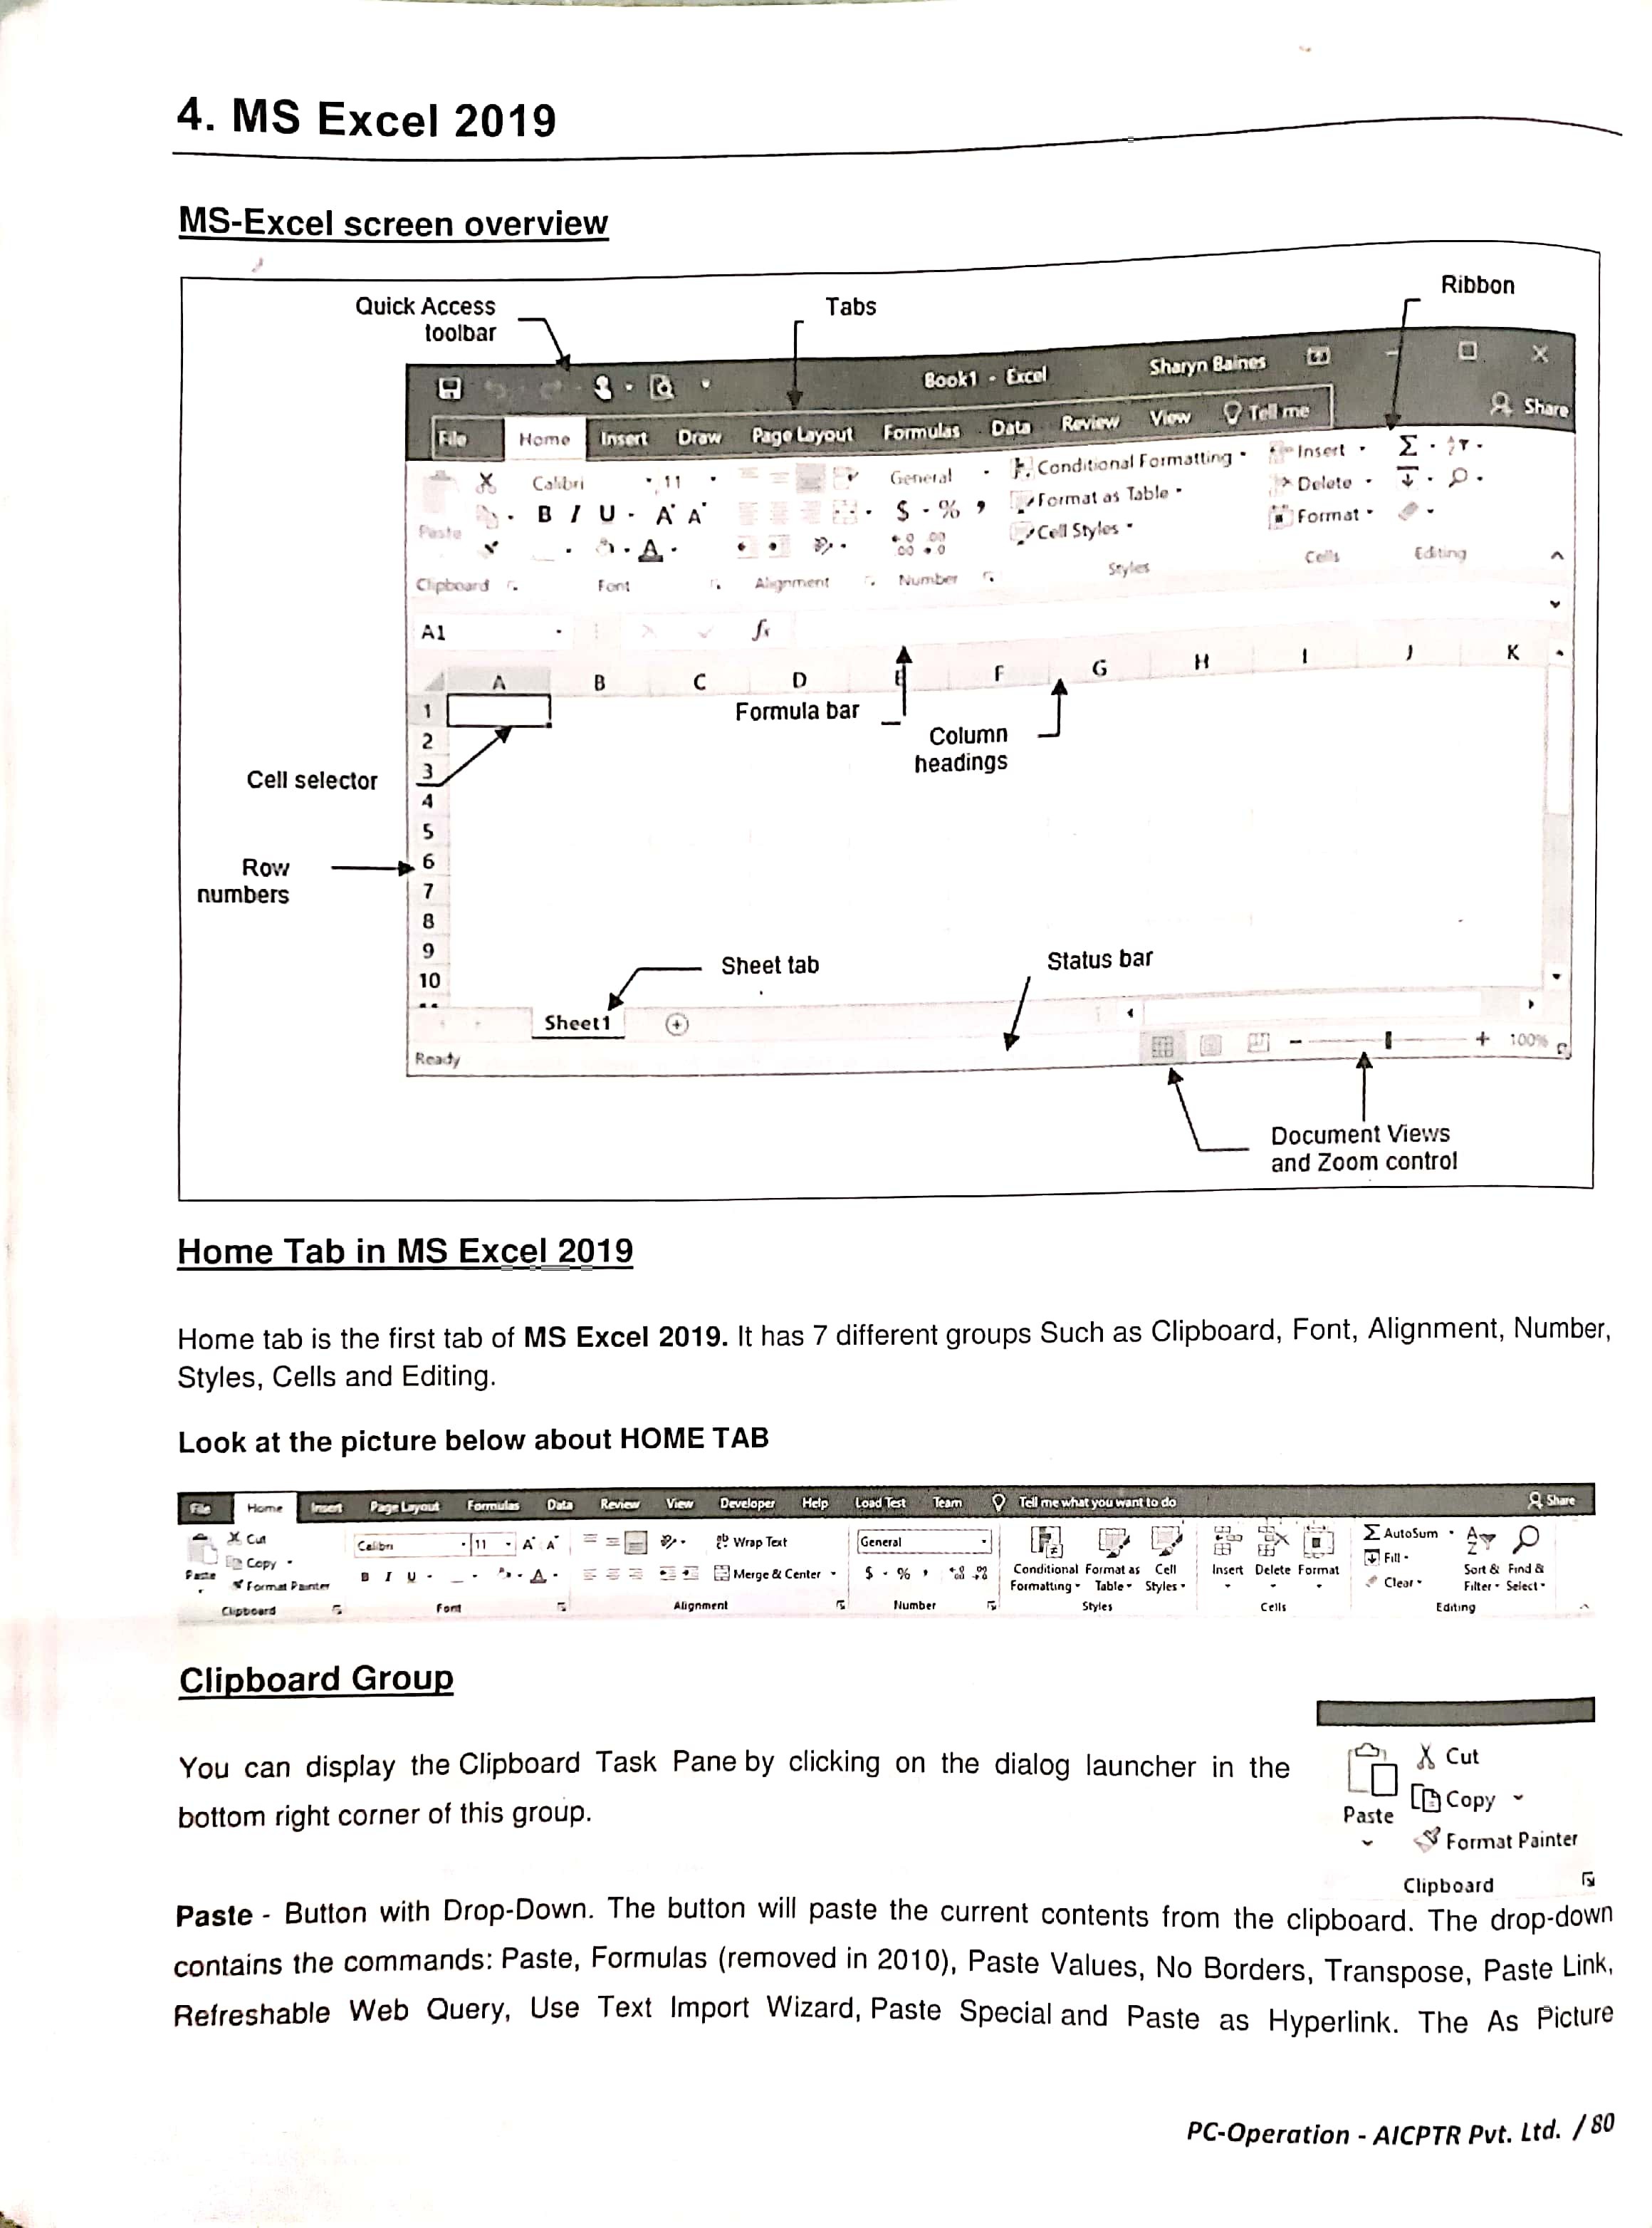 4. MS Excel 2019
MS-Excel screen overview
Quick Access
toolbar
Tabs
Ribbon
Book1 - Excel
Sharyn Baines
File Home Insert Draw Page Layout Formulas Data Review View Tell me Share
Calibri 11 General Conditional Formatting Insert
Paste B I U A A $ % Format as Table Delete
Cell Styles Format
Clipboard Font Alignment Number Styles Cells Editing
A1 fx
A B C D E F G H I J K
1
2
3
4
5
6
7
8
9
10
Formula bar
Column
headings
Cell selector
Row
numbers
Sheet tab
Status bar
Sheet1
Ready
100%
Document Views
and Zoom control
Home Tab in MS Excel 2019
Home tab is the first tab of MS Excel 2019. It has 7 different groups Such as Clipboard, Font, Alignment, Number,
Styles, Cells and Editing.
Look at the picture below about HOME TAB
File Home Insert Page Layout Formulas Data Review View Developer Help Load Test Team Tell me what you want to do Share
Cut Calibri 11 A A Wrap Text General AutoSum
Copy Fill
Paste Format Painter B I U A Merge & Center $ % Conditional Formatting Format as Table Cell Styles Insert Delete Format Clear Sort & Filter Find & Select
Clipboard Font Alignment Number Styles Cells Editing
Clipboard Group
You can display the Clipboard Task Pane by clicking on the dialog launcher in the
bottom right corner of this group.
Cut
Copy
Paste
Format Painter
Clipboard
Paste - Button with Drop-Down. The button will paste the current contents from the clipboard. The drop-down
contains the commands: Paste, Formulas (removed in 2010), Paste Values, No Borders, Transpose, Paste Link,
Refreshable Web Query, Use Text Import Wizard, Paste Special and Paste as Hyperlink. The As Picture
PC-Operation - AICPTR Pvt. Ltd. / 80